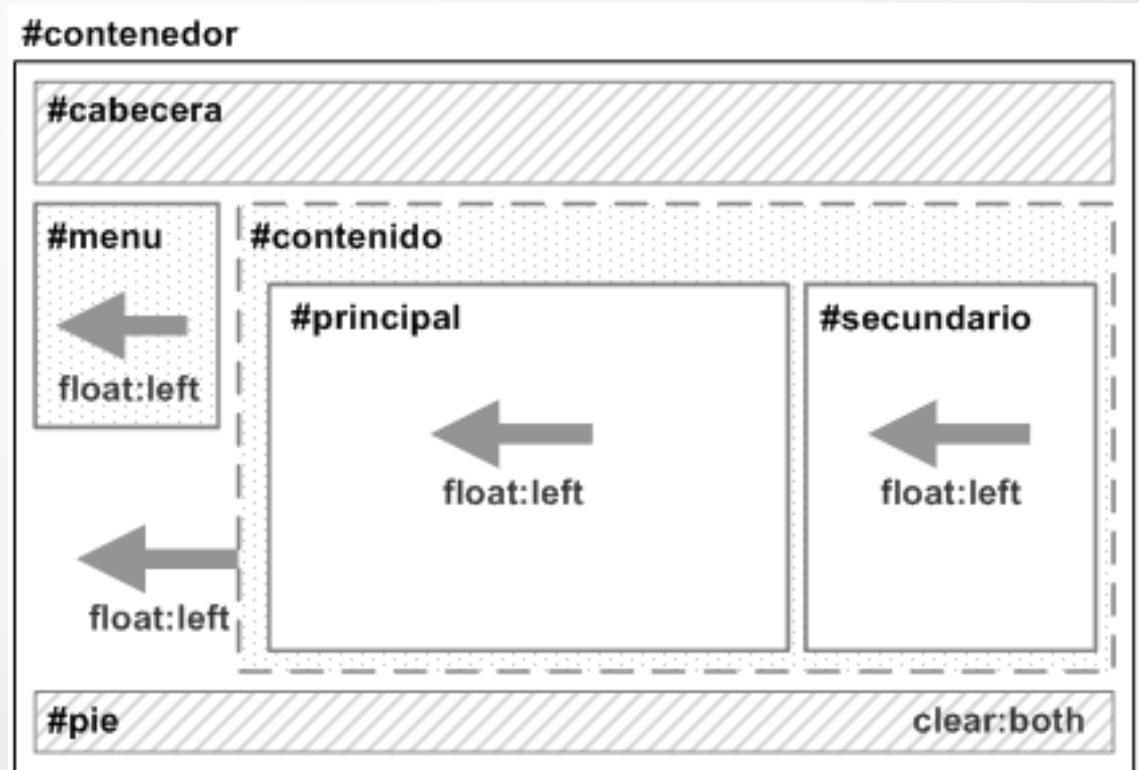 #contenedor
#cabecera
#menu
float:left
#contenido
#principal
float:left
#secundario
float:left
float:left
#pie
clear:both